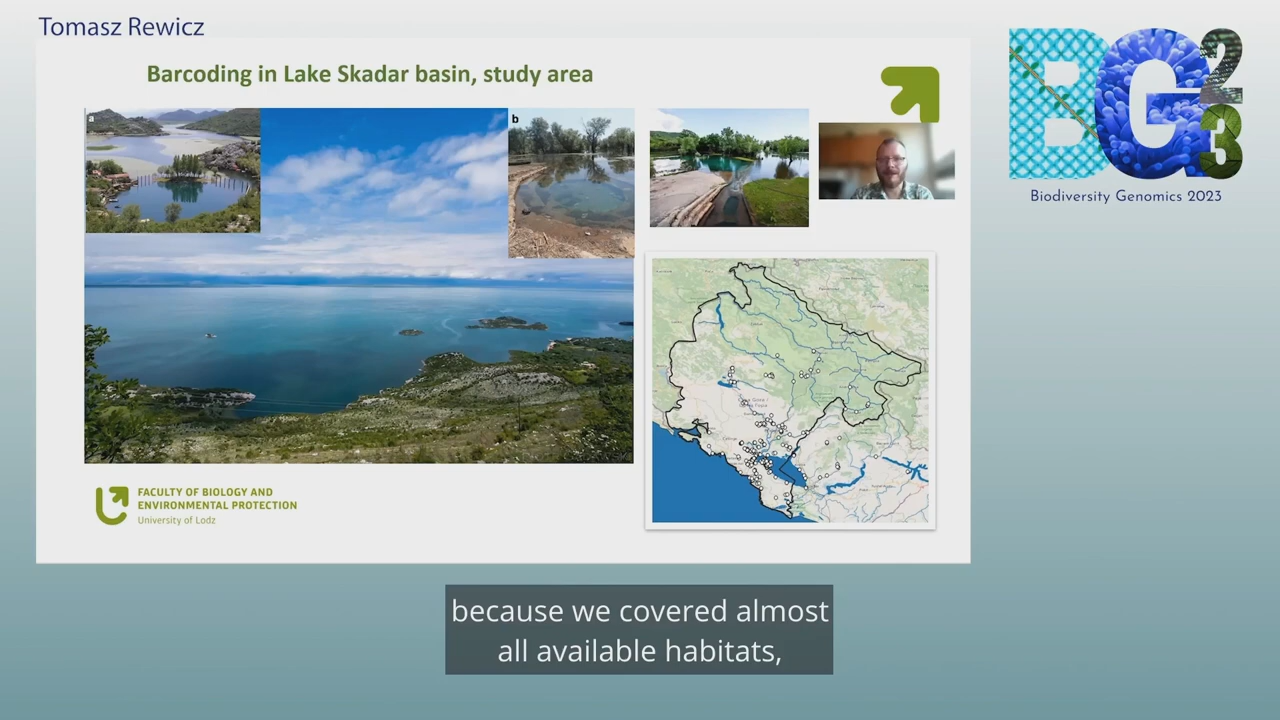 Tomasz Rewicz
Barcoding in Lake Skadar basin, study area
a
b
BG23
Biodiversity Genomics 2023
FACULTY OF BIOLOGY AND
ENVIRONMENTAL PROTECTION
University of Lodz
because we covered almost
all available habitats,